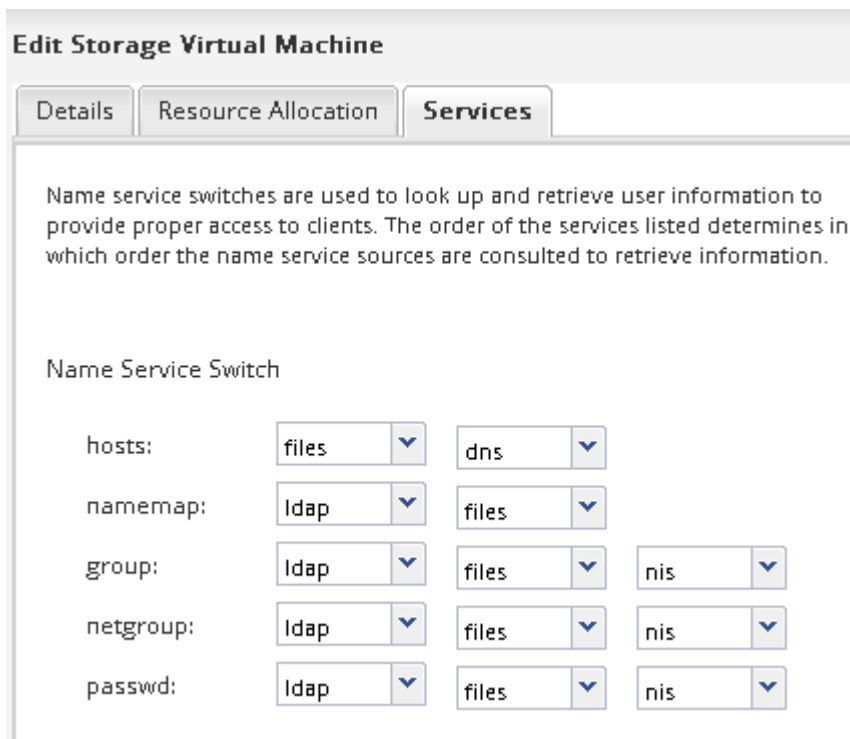 Edit Storage Virtual Machine
Details Resource Allocation Services
Name service switches are used to look up and retrieve user information to
provide proper access to clients. The order of the services listed determines in
which order the name service sources are consulted to retrieve information.
Name Service Switch
hosts: files dns
namemap: ldap files
group: ldap files nis
netgroup: ldap files nis
passwd: ldap files nis